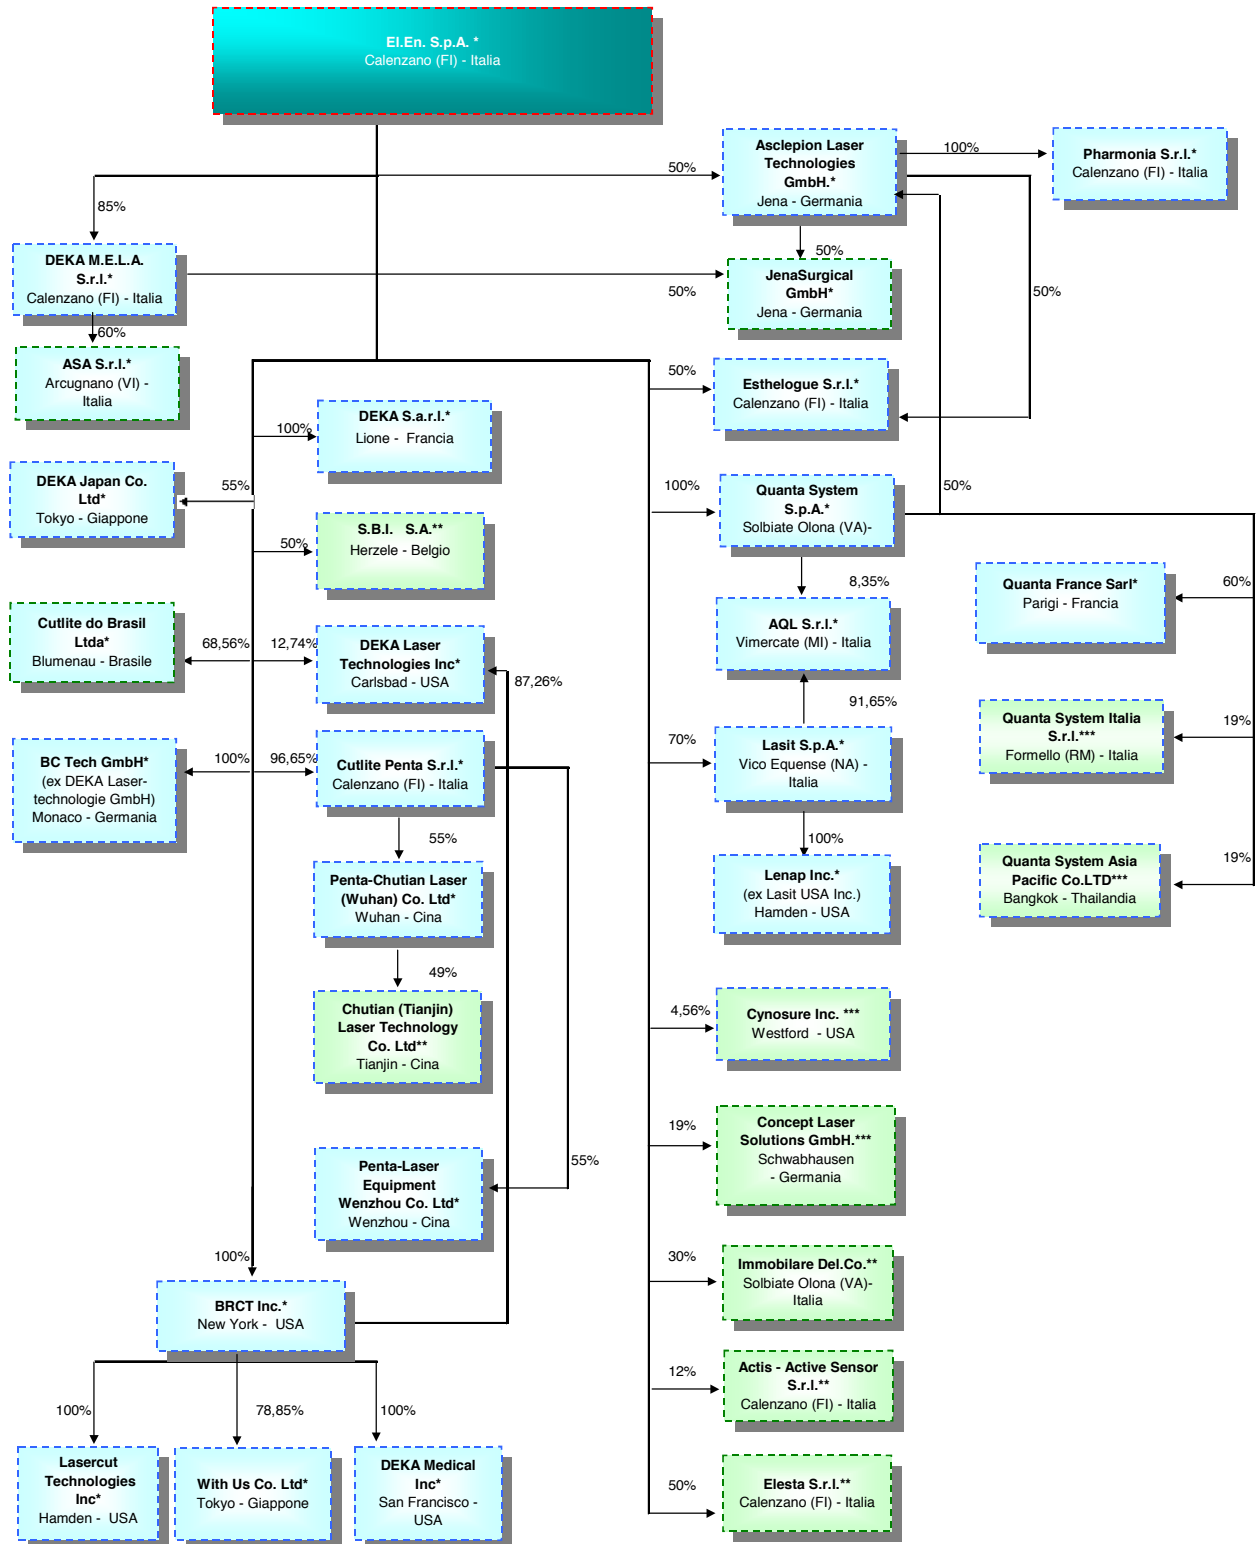 El.En. S.p.A. *
Calenzano (FI) - Italia
Asclepion Laser
Technologies
GmbH.*
Jena - Germania
100%
Pharmonia S.r.l.*
Calenzano (FI) - Italia
50%
85%
DEKA M.E.L.A.
S.r.l.*
Calenzano (FI) - Italia
50%
JenaSurgical
GmbH*
Jena - Germania
50%
50%
60%
ASA S.r.l.*
Arcugnano (VI) -
Italia
50%
Esthelogue S.r.l.*
Calenzano (FI) - Italia
DEKA S.a.r.l.*
Lione - Francia
100%
DEKA Japan Co.
Ltd*
Tokyo - Giappone
55%
100%
Quanta System
S.p.A.*
Solbiate Olona (VA)-
50%
S.B.I. S.A.**
Herzele - Belgio
50%
8,35%
Quanta France Sarl*
Parigi - Francia
60%
AQL S.r.l.*
Vimercate (MI) - Italia
Cutlite do Brasil
Ltda*
Blumenau - Brasile
68,56%
12,74%
DEKA Laser
Technologies Inc*
Carlsbad - USA
87,26%
91,65%
Quanta System Italia
S.r.l.***
Formello (RM) - Italia
19%
BC Tech GmbH*
(ex DEKA Laser-
technologie GmbH)
Monaco - Germania
100%
96,65%
Cutlite Penta S.r.l.*
Calenzano (FI) - Italia
70%
Lasit S.p.A.*
Vico Equense (NA) -
Italia
55%
100%
Penta-Chutian Laser
(Wuhan) Co. Ltd*
Wuhan - Cina
Lenap Inc.*
(ex Lasit USA Inc.)
Hamden - USA
Quanta System Asia
Pacific Co.LTD***
Bangkok - Thailandia
19%
49%
Chutian (Tianjin)
Laser Technology
Co. Ltd**
Tianjin - Cina
4,56%
Cynosure Inc. ***
Westford - USA
19%
Concept Laser
Solutions GmbH.***
Schwabhausen
- Germania
Penta-Laser
Equipment
Wenzhou Co. Ltd*
Wenzhou - Cina
55%
100%
BRCT Inc.*
New York - USA
30%
Immobilare Del.Co.**
Solbiate Olona (VA)-
Italia
12%
Actis - Active Sensor
S.r.l.**
Calenzano (FI) - Italia
100%
78,85%
100%
Lasercut
Technologies
Inc*
Hamden - USA
With Us Co. Ltd*
Tokyo - Giappone
DEKA Medical
Inc*
San Francisco -
USA
50%
Elesta S.r.l.**
Calenzano (FI) - Italia